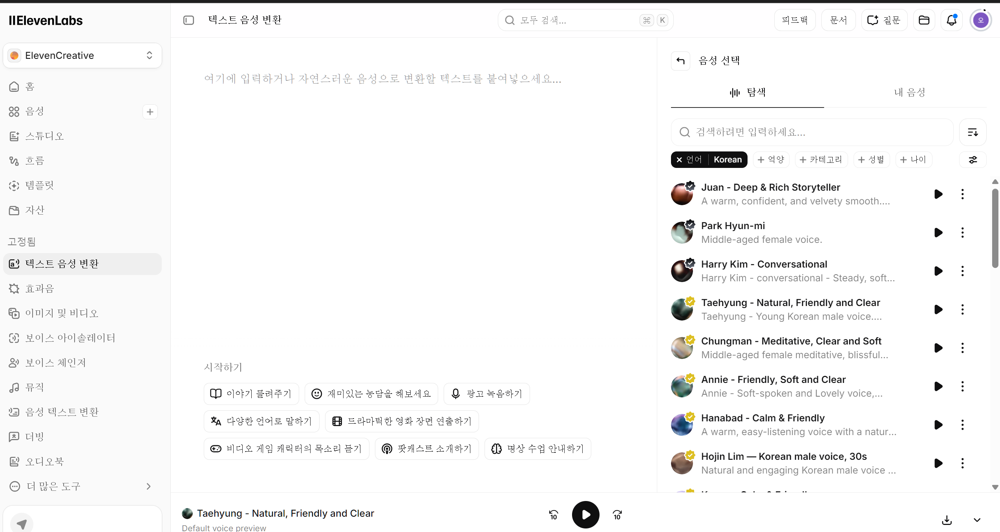 IIElevenLabs
ElevenCreative
홈
음성
스튜디오
흐름
템플릿
자산
고정됨
텍스트 음성 변환
효과음
이미지 및 비디오
보이스 아이솔레이터
보이스 체인저
뮤직
음성 텍스트 변환
더빙
오디오북
더 많은 도구
텍스트 음성 변환
모두 검색...
⌘ K
피드백
문서
질문
오
여기에 입력하거나 자연스러운 음성으로 변환할 텍스트를 붙여넣으세요...
시작하기
이야기 들려주기
재미있는 농담을 해보세요
광고 녹음하기
다양한 언어로 말하기
드라마틱한 영화 장면 연출하기
비디오 게임 캐릭터의 목소리 듣기
팟캐스트 소개하기
명상 수업 안내하기
음성 선택
탐색
내 음성
검색하려면 입력하세요...
언어 Korean
억양
카테고리
성별
나이
Juan - Deep & Rich Storyteller
A warm, confident, and velvety smooth....
Park Hyun-mi
Middle-aged female voice.
Harry Kim - Conversational
Harry Kim - conversational - Steady, soft...
Taehyung - Natural, Friendly and Clear
Taehyung - Young Korean male voice....
Chungman - Meditative, Clear and Soft
Middle-aged female meditative, blissful...
Annie - Friendly, Soft and Clear
Annie - Soft-spoken and Lovely voice,...
Hanabad - Calm & Friendly
A warm, easy-listening voice with a natur...
Hojin Lim — Korean male voice, 30s
Natural and engaging Korean male voice ...
Taehyung - Natural, Friendly and Clear
Default voice preview
10
10